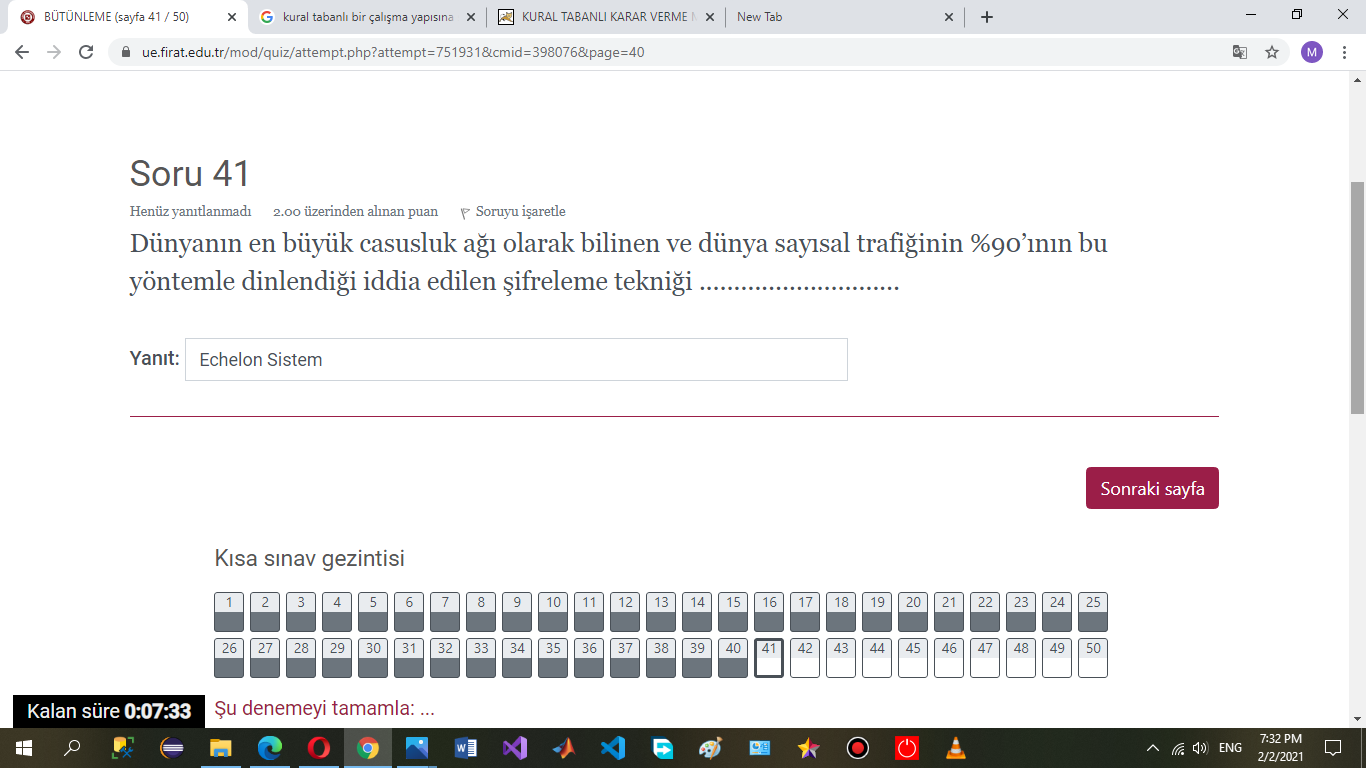 BÜTÜNLEME (sayfa 41 / 50)
kural tabanlı bir çalışma yapısına
KURAL TABANLI KARAR VERME
New Tab
ue.firat.edu.tr/mod/quiz/attempt.php?attempt=751931&cmid=398076&page=40
M
Soru 41
Henüz yanıtlanmadı 2.00 üzerinden alınan puan Soruyu işaretle
Dünyanın en büyük casusluk ağı olarak bilinen ve dünya sayısal trafiğinin %90’ının bu
yöntemle dinlendiği iddia edilen şifreleme tekniği .............................
Yanıt: Echelon Sistem
Sonraki sayfa
Kısa sınav gezintisi
1 2 3 4 5 6 7 8 9 10 11 12 13 14 15 16 17 18 19 20 21 22 23 24 25
26 27 28 29 30 31 32 33 34 35 36 37 38 39 40 41 42 43 44 45 46 47 48 49 50
Kalan süre 0:07:33
Şu denemeyi tamamla: ...
ENG
7:32 PM
2/2/2021